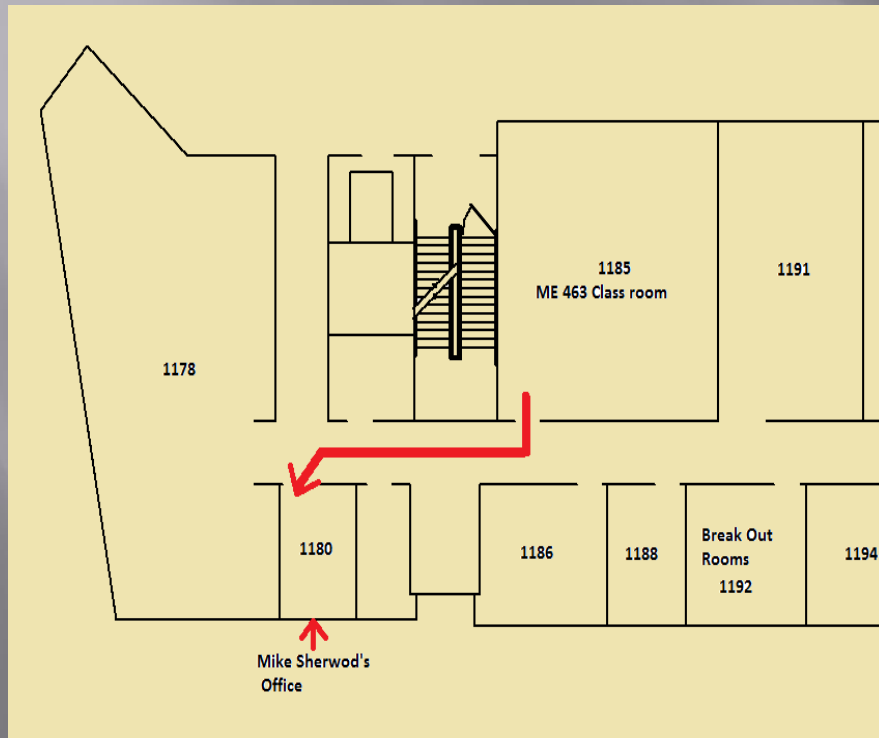 1185
ME 463 Class room
1191
1178
1180
1186
1188
Break Out
Rooms
1192
1194
Mike Sherwod's
Office